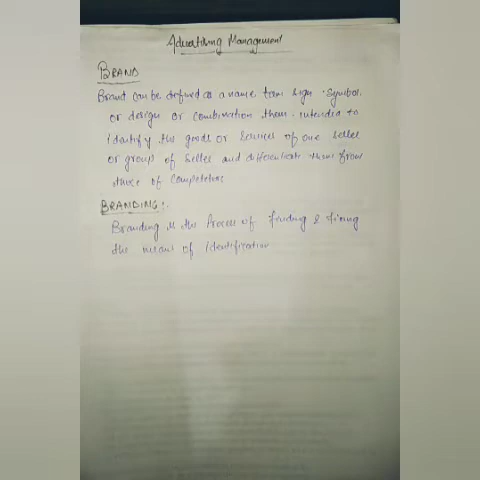 Advertising Management
BRAND
Brand can be defined as a name term sign symbol
or design or combination them intended to
identify the goods or services of one seller
or group of seller and differentiate them from
those of competetors
BRANDING:-
Branding is the Process of finding & fixing
the means of identification